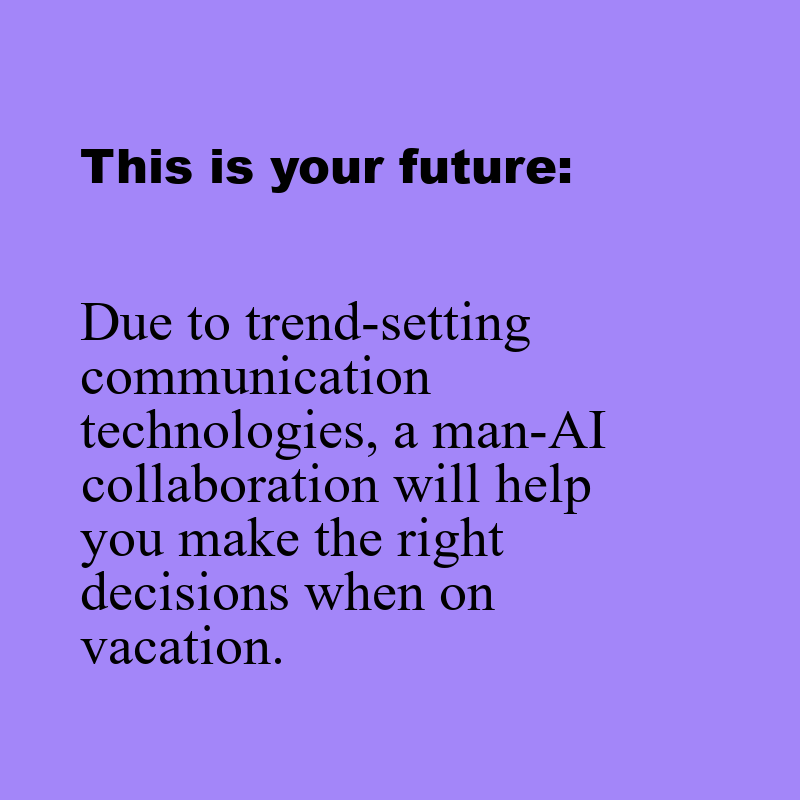 This is your future:
Due to trend-setting
communication
technologies, a man-AI
collaboration will help
you make the right
decisions when on
vacation.